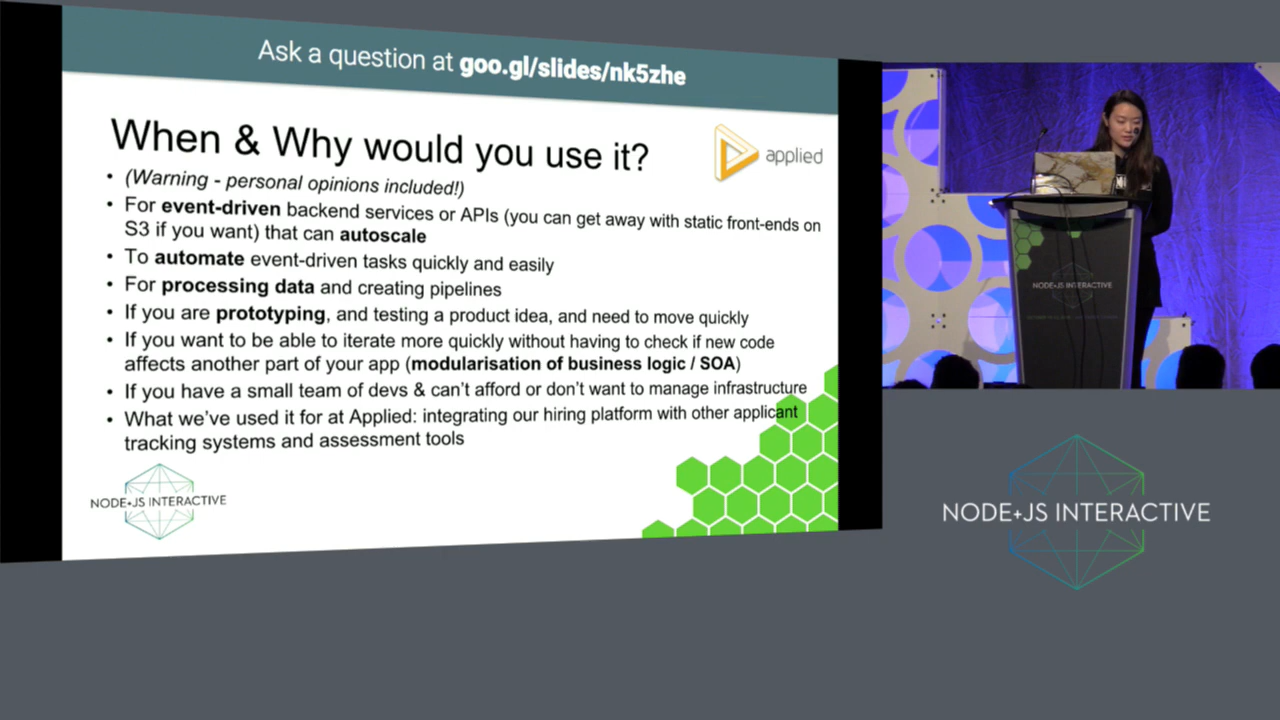 Ask a question at goo.gl/slides/nk5zhe
When & Why would you use it?
applied
• (Warning - personal opinions included!)
• For event-driven backend services or APIs (you can get away with static front-ends on
S3 if you want) that can autoscale
• To automate event-driven tasks quickly and easily
• For processing data and creating pipelines
• If you are prototyping, and testing a product idea, and need to move quickly
• If you want to be able to iterate more quickly without having to check if new code
affects another part of your app (modularisation of business logic / SOA)
• If you have a small team of devs & can't afford or don't want to manage infrastructure
• What we've used it for at Applied: integrating our hiring platform with other applicant
tracking systems and assessment tools
NODE+JS INTERACTIVE
NODE+JS INTERACTIVE
NODE+JS INTERACTIVE